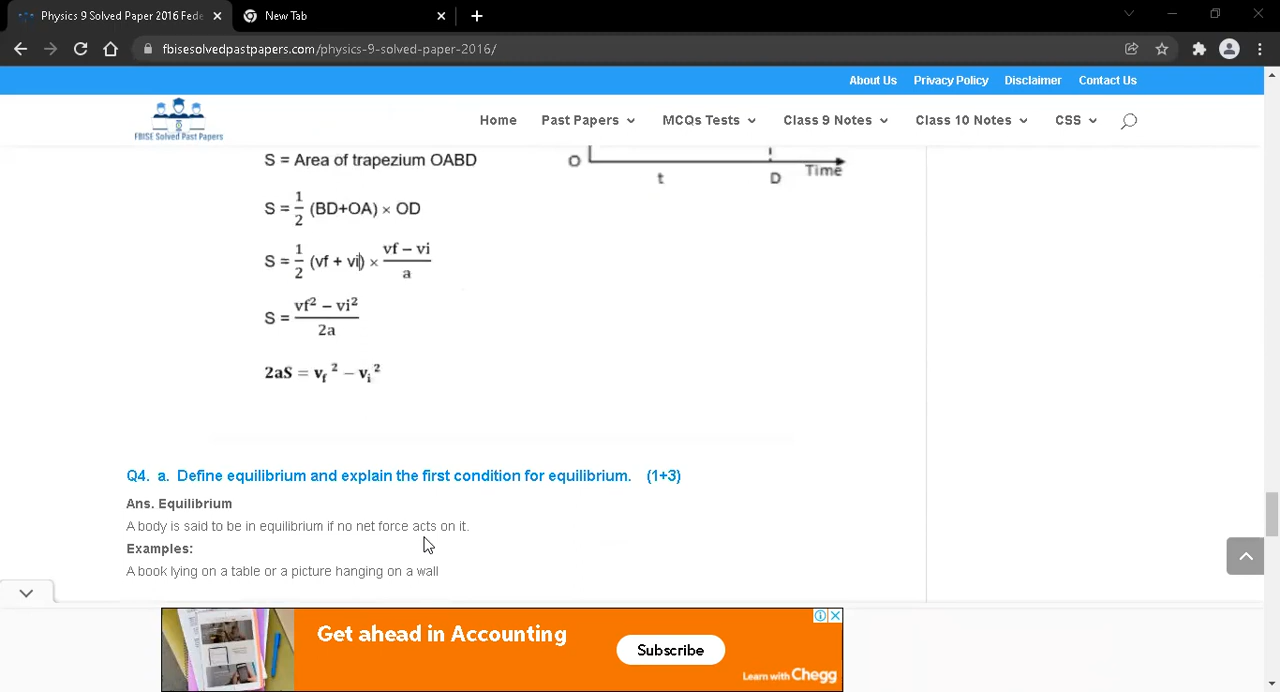 Physics 9 Solved Paper 2016 Fede
New Tab
fbisesolvedpastpapers.com/physics-9-solved-paper-2016/
About Us Privacy Policy Disclaimer Contact Us
FBISE Solved Past Papers
Home Past Papers MCQs Tests Class 9 Notes Class 10 Notes CSS
S = Area of trapezium OABD
O
t
D
Time
S = 1/2 (BD+OA) × OD
S = 1/2 (vf + vi) × (vf − vi)/a
S = (vf² − vi²)/2a
2aS = v_f² − v_i²
Q4. a. Define equilibrium and explain the first condition for equilibrium. (1+3)
Ans. Equilibrium
A body is said to be in equilibrium if no net force acts on it.
Examples:
A book lying on a table or a picture hanging on a wall
Get ahead in Accounting
Subscribe
Learn with Chegg